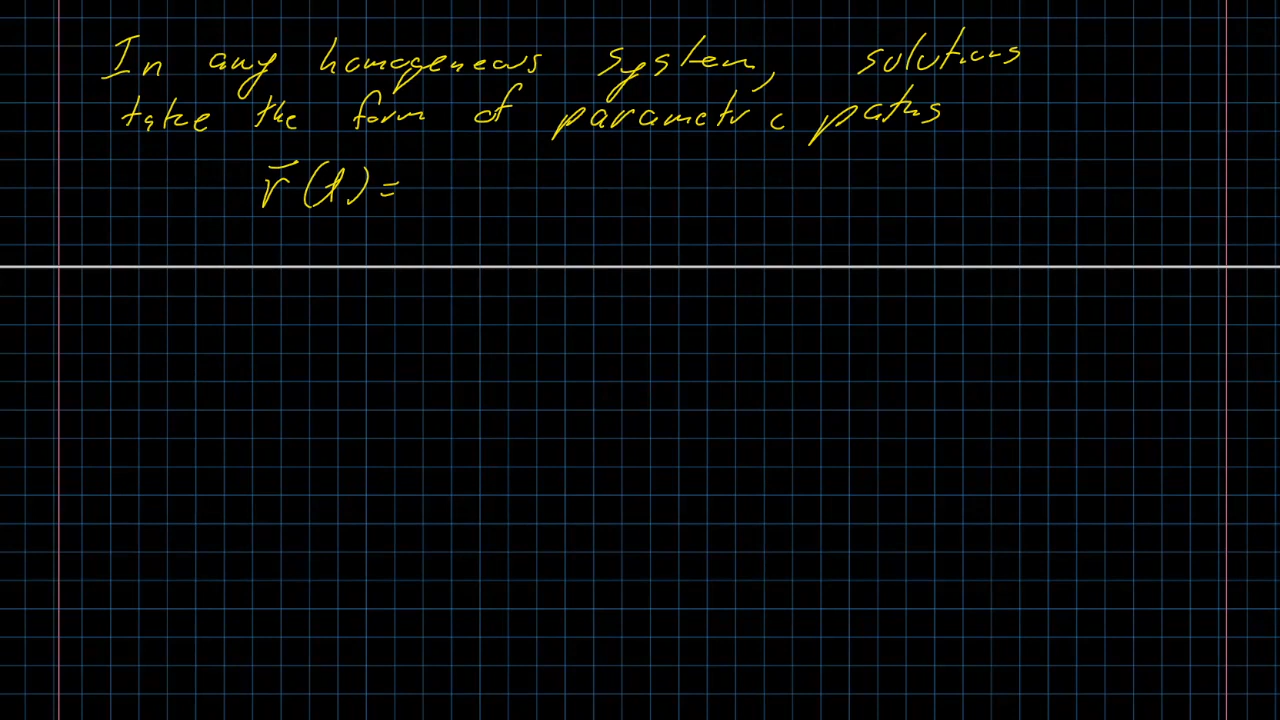 In any homogeneous system, solutions
take the form of parametric paths
r̄(t)=